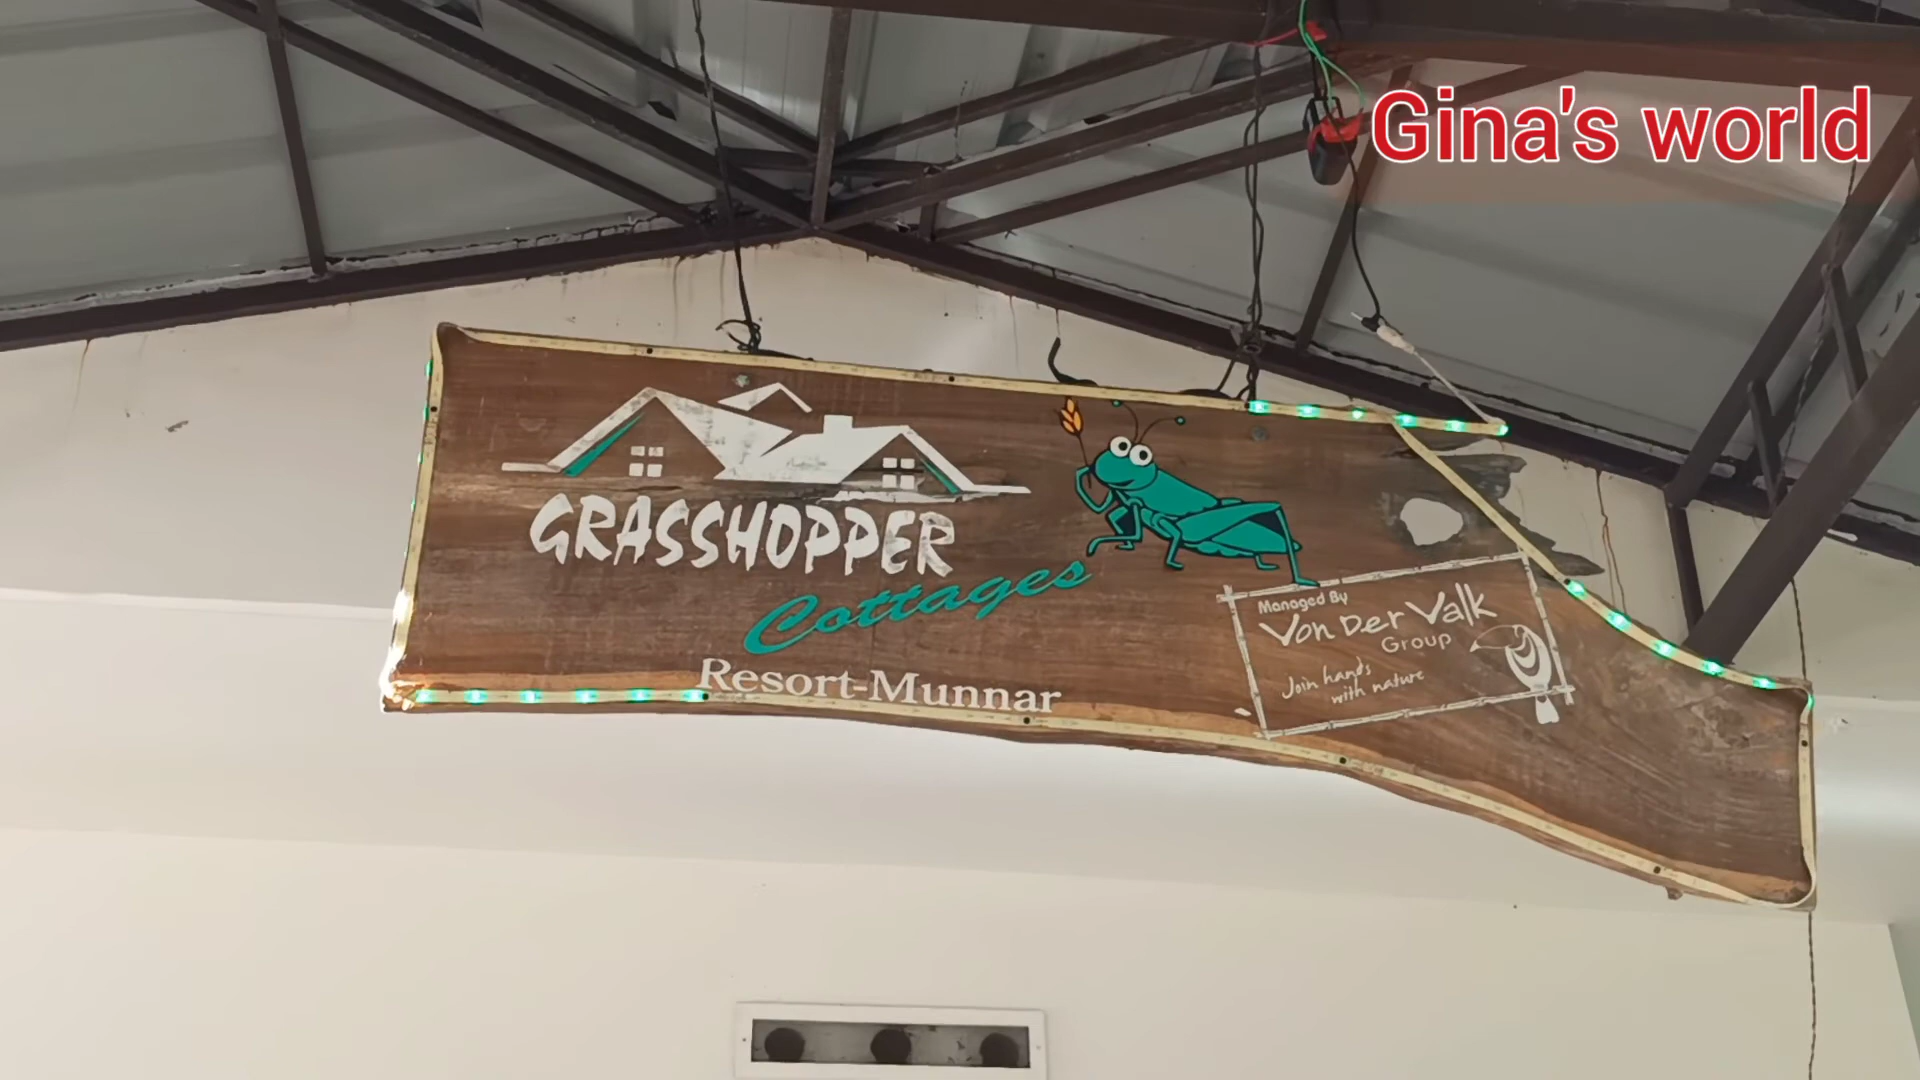 Gina's world
GRASSHOPPER
Cottages
Resort-Munnar
Managed By
Von Der Valk
Group
Join hands
with nature